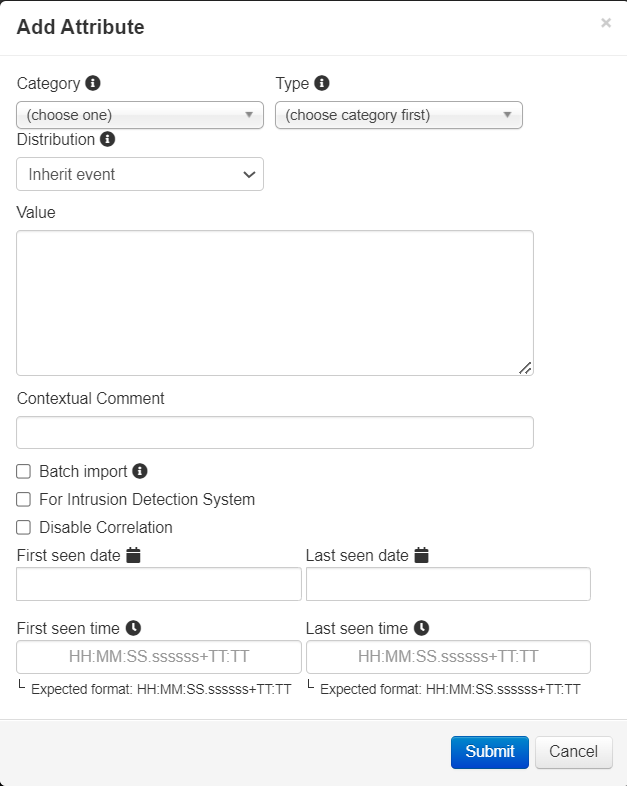 Add Attribute
×
Category Type
(choose one) (choose category first)
Distribution
Inherit event
Value
Contextual Comment
Batch import
For Intrusion Detection System
Disable Correlation
First seen date Last seen date
First seen time Last seen time
HH:MM:SS.ssssss+TT:TT HH:MM:SS.ssssss+TT:TT
└ Expected format: HH:MM:SS.ssssss+TT:TT └ Expected format: HH:MM:SS.ssssss+TT:TT
Submit Cancel